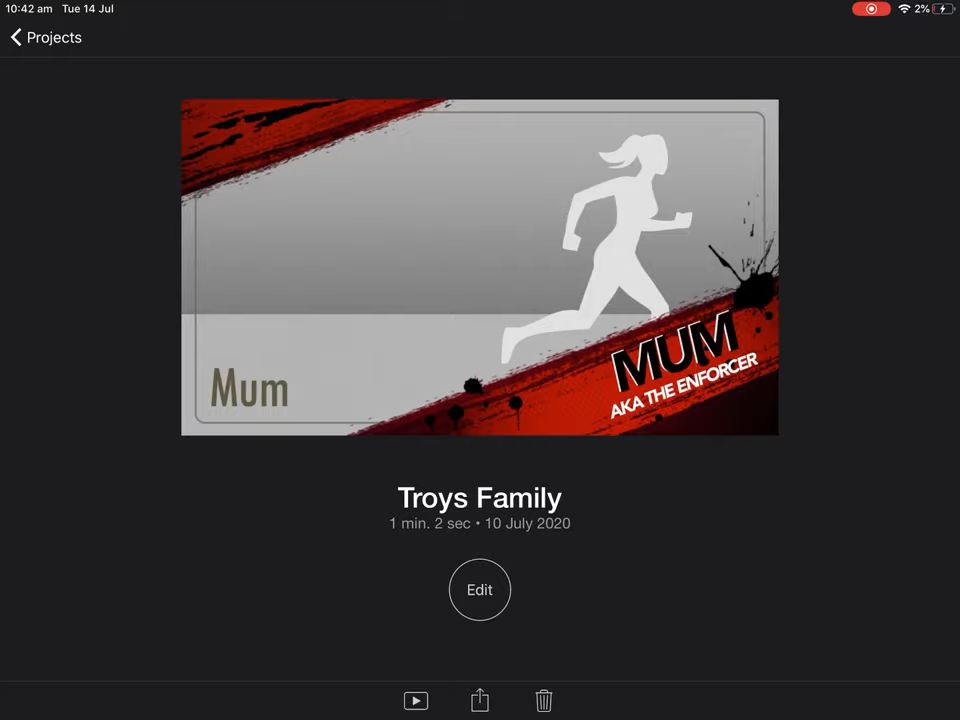 10:42 am Tue 14 Jul
2%
Projects
Mum
MUM
AKA THE ENFORCER
Troys Family
1 min. 2 sec • 10 July 2020
Edit